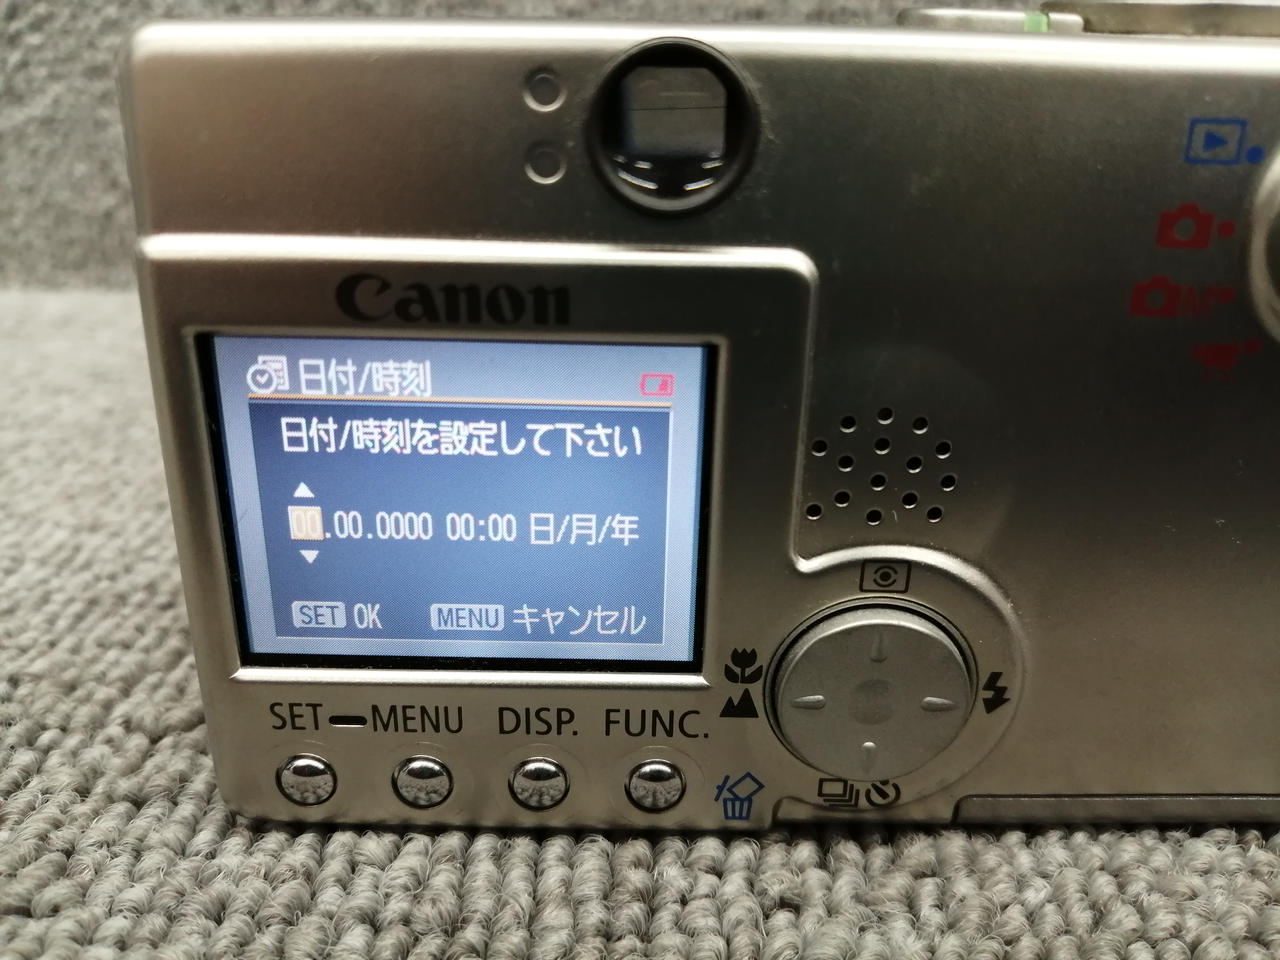 Canon
日付/時刻
日付/時刻を設定して下さい
00.00.0000 00:00 日/月/年
SET OK MENU キャンセル
SET MENU DISP. FUNC.